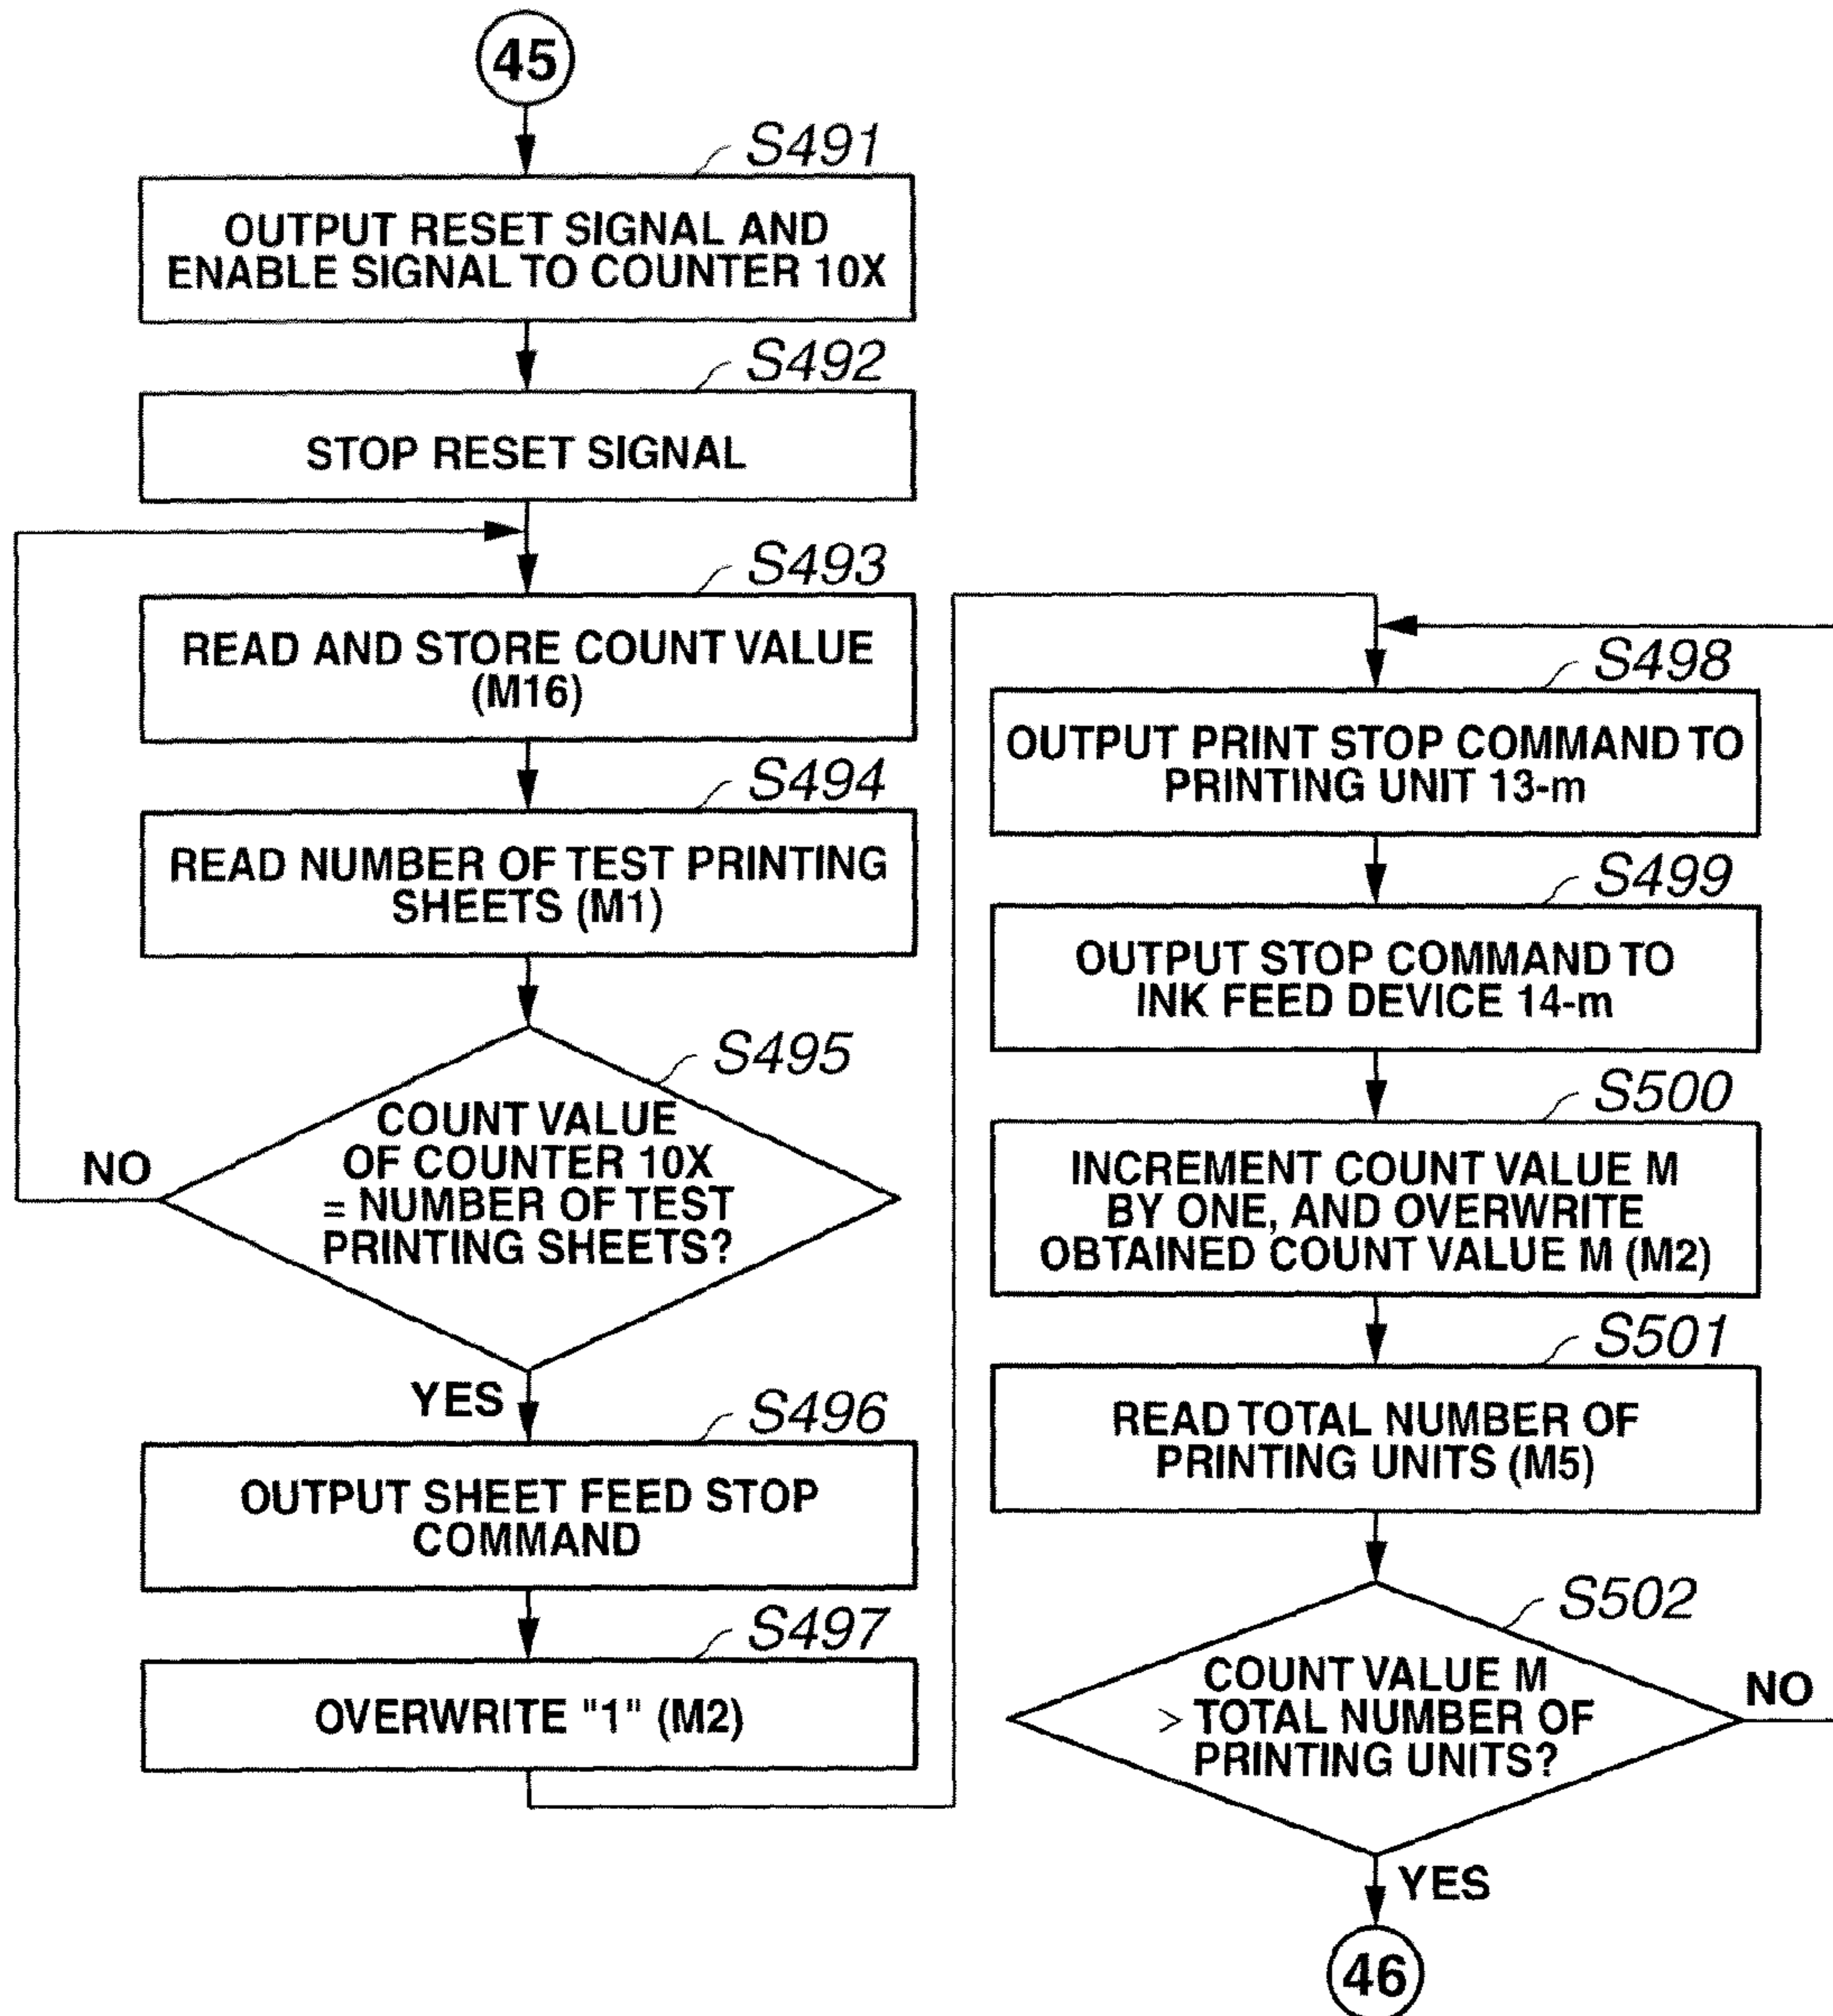 45
S491
OUTPUT RESET SIGNAL AND
ENABLE SIGNAL TO COUNTER 10X
S492
STOP RESET SIGNAL
S493
READ AND STORE COUNT VALUE
(M16)
S494
READ NUMBER OF TEST PRINTING
SHEETS (M1)
S495
COUNT VALUE
OF COUNTER 10X
= NUMBER OF TEST
PRINTING SHEETS?
NO
YES
S496
OUTPUT SHEET FEED STOP
COMMAND
S497
OVERWRITE "1" (M2)
S498
OUTPUT PRINT STOP COMMAND TO
PRINTING UNIT 13-m
S499
OUTPUT STOP COMMAND TO
INK FEED DEVICE 14-m
S500
INCREMENT COUNT VALUE M
BY ONE, AND OVERWRITE
OBTAINED COUNT VALUE M (M2)
S501
READ TOTAL NUMBER OF
PRINTING UNITS (M5)
S502
COUNT VALUE M
> TOTAL NUMBER OF
PRINTING UNITS?
NO
YES
46